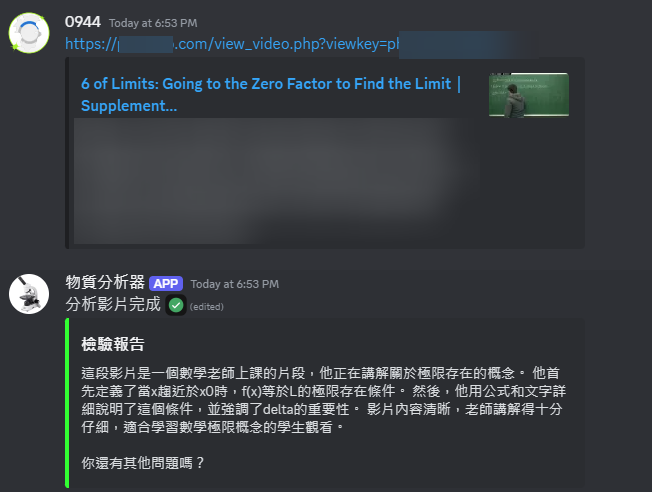 0944 Today at 6:53 PM
.com/view_video.php?viewkey=
6 of Limits: Going to the Zero Factor to Find the Limit |
Supplement...
物質分析器 APP Today at 6:53 PM
分析影片完成 (edited)
檢驗報告
這段影片是一個數學老師上課的片段，他正在講解關於極限存在的概念。 他首
先定義了當x趨近於x0時，f(x)等於L的極限存在條件。 然後，他用公式和文字詳
細說明了這個條件，並強調了delta的重要性。 影片內容清晰，老師講解得十分
仔細，適合學習數學極限概念的學生觀看。
你還有其他問題嗎？